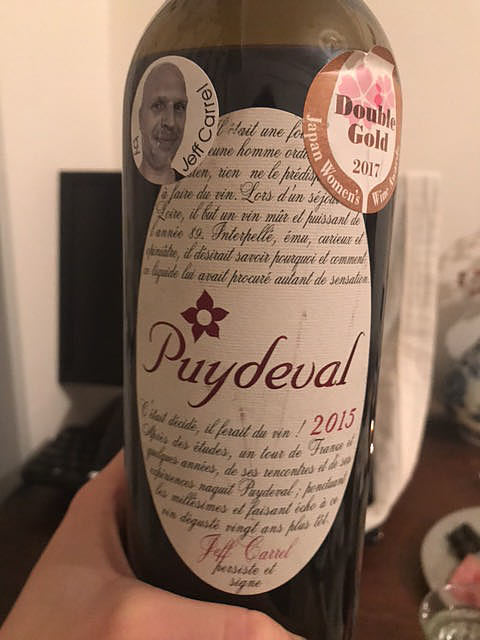 by
Jeff Carrel
Double
Gold
2017
Japan Women's
Wine
C'était une
jeune homme
rien ne le
à faire du vin. Lors d'un séjour
Loire, il but un vin mûr et puissant de
l'année 89. Interpellé, ému, curieux et
opiniâtre, il désirait savoir pourquoi et comment
ce liquide lui avait procuré autant de sensation.
Puydeval
C'était décidé, il ferait du vin ! 2015
Après des études, un tour de France et
quelques années, de ses rencontres et de ses
expériences naquit Puydeval ; ponctuant
les millésimes et faisant écho à ce
vin dégusté vingt ans plus tôt.
Jeff Carrel
persiste et
signe